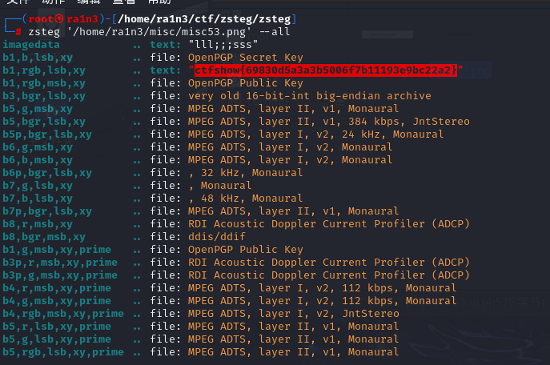 文件 动作 编辑 查看 帮助
┌──(root㉿ra1n3)-[/home/ra1n3/ctf/zsteg/zsteg]
└─# zsteg '/home/ra1n3/misc/misc53.png' --all
imagedata .. text: "lll;;;sss"
b1,b,lsb,xy .. file: OpenPGP Secret Key
b1,rgb,lsb,xy .. text: "ctfshow{69830d5a3a3b5006f7b11193e9bc22a2}"
b1,rgb,msb,xy .. file: OpenPGP Public Key
b3,bgr,lsb,xy .. file: very old 16-bit-int big-endian archive
b5,g,msb,xy .. file: MPEG ADTS, layer II, v1, Monaural
b5,bgr,lsb,xy .. file: MPEG ADTS, layer II, v1, 384 kbps, JntStereo
b5p,bgr,lsb,xy .. file: MPEG ADTS, layer I, v2, 24 kHz, Monaural
b6,g,msb,xy .. file: MPEG ADTS, layer I, v2, Monaural
b6,b,msb,xy .. file: MPEG ADTS, layer I, v2, Monaural
b6p,bgr,lsb,xy .. file: , 32 kHz, Monaural
b7,g,lsb,xy .. file: , Monaural
b7,b,lsb,xy .. file: , 48 kHz, Monaural
b7p,bgr,lsb,xy .. file: MPEG ADTS, layer II, v1, Monaural
b8,r,msb,xy .. file: RDI Acoustic Doppler Current Profiler (ADCP)
b8,bgr,msb,xy .. file: ddis/ddif
b1,g,msb,xy,prime .. file: OpenPGP Public Key
b3p,r,msb,xy,prime .. file: RDI Acoustic Doppler Current Profiler (ADCP)
b3p,g,msb,xy,prime .. file: RDI Acoustic Doppler Current Profiler (ADCP)
b4,r,msb,xy,prime .. file: MPEG ADTS, layer I, v2, 112 kbps, Monaural
b4,g,msb,xy,prime .. file: MPEG ADTS, layer I, v2, 112 kbps, Monaural
b4,rgb,msb,xy,prime .. file: MPEG ADTS, layer I, v2, JntStereo
b5,r,lsb,xy,prime .. file: MPEG ADTS, layer II, v1, Monaural
b5,g,lsb,xy,prime .. file: MPEG ADTS, layer II, v1, Monaural
b5,rgb,lsb,xy,prime .. file: MPEG ADTS, layer II, v1, Monaural